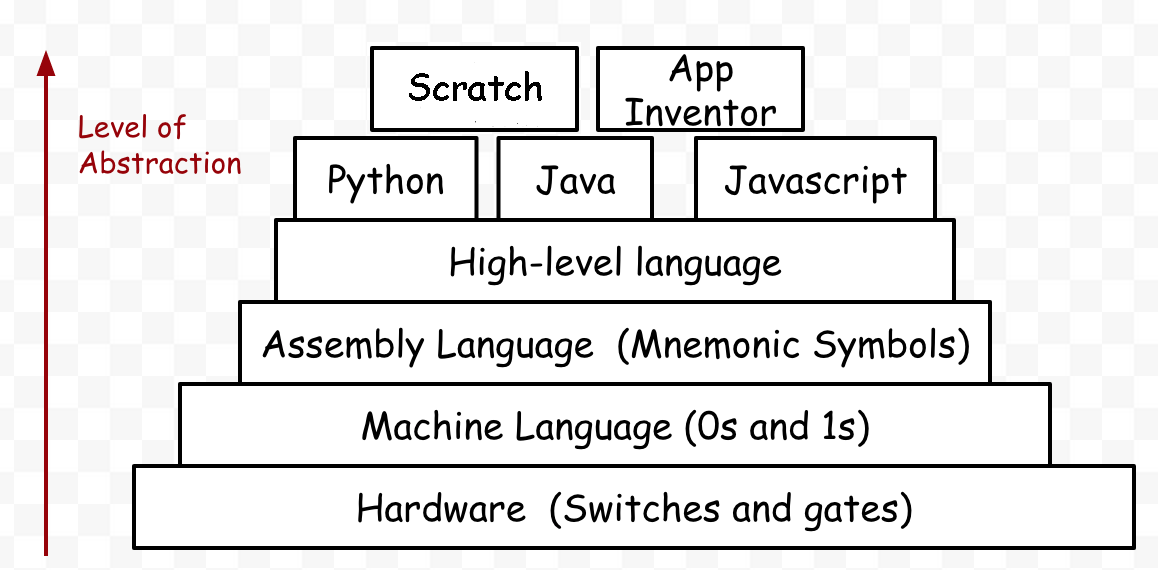 Scratch
App
Inventor
Level of
Abstraction
Python
Java
Javascript
High-level language
Assembly Language (Mnemonic Symbols)
Machine Language (0s and 1s)
Hardware (Switches and gates)